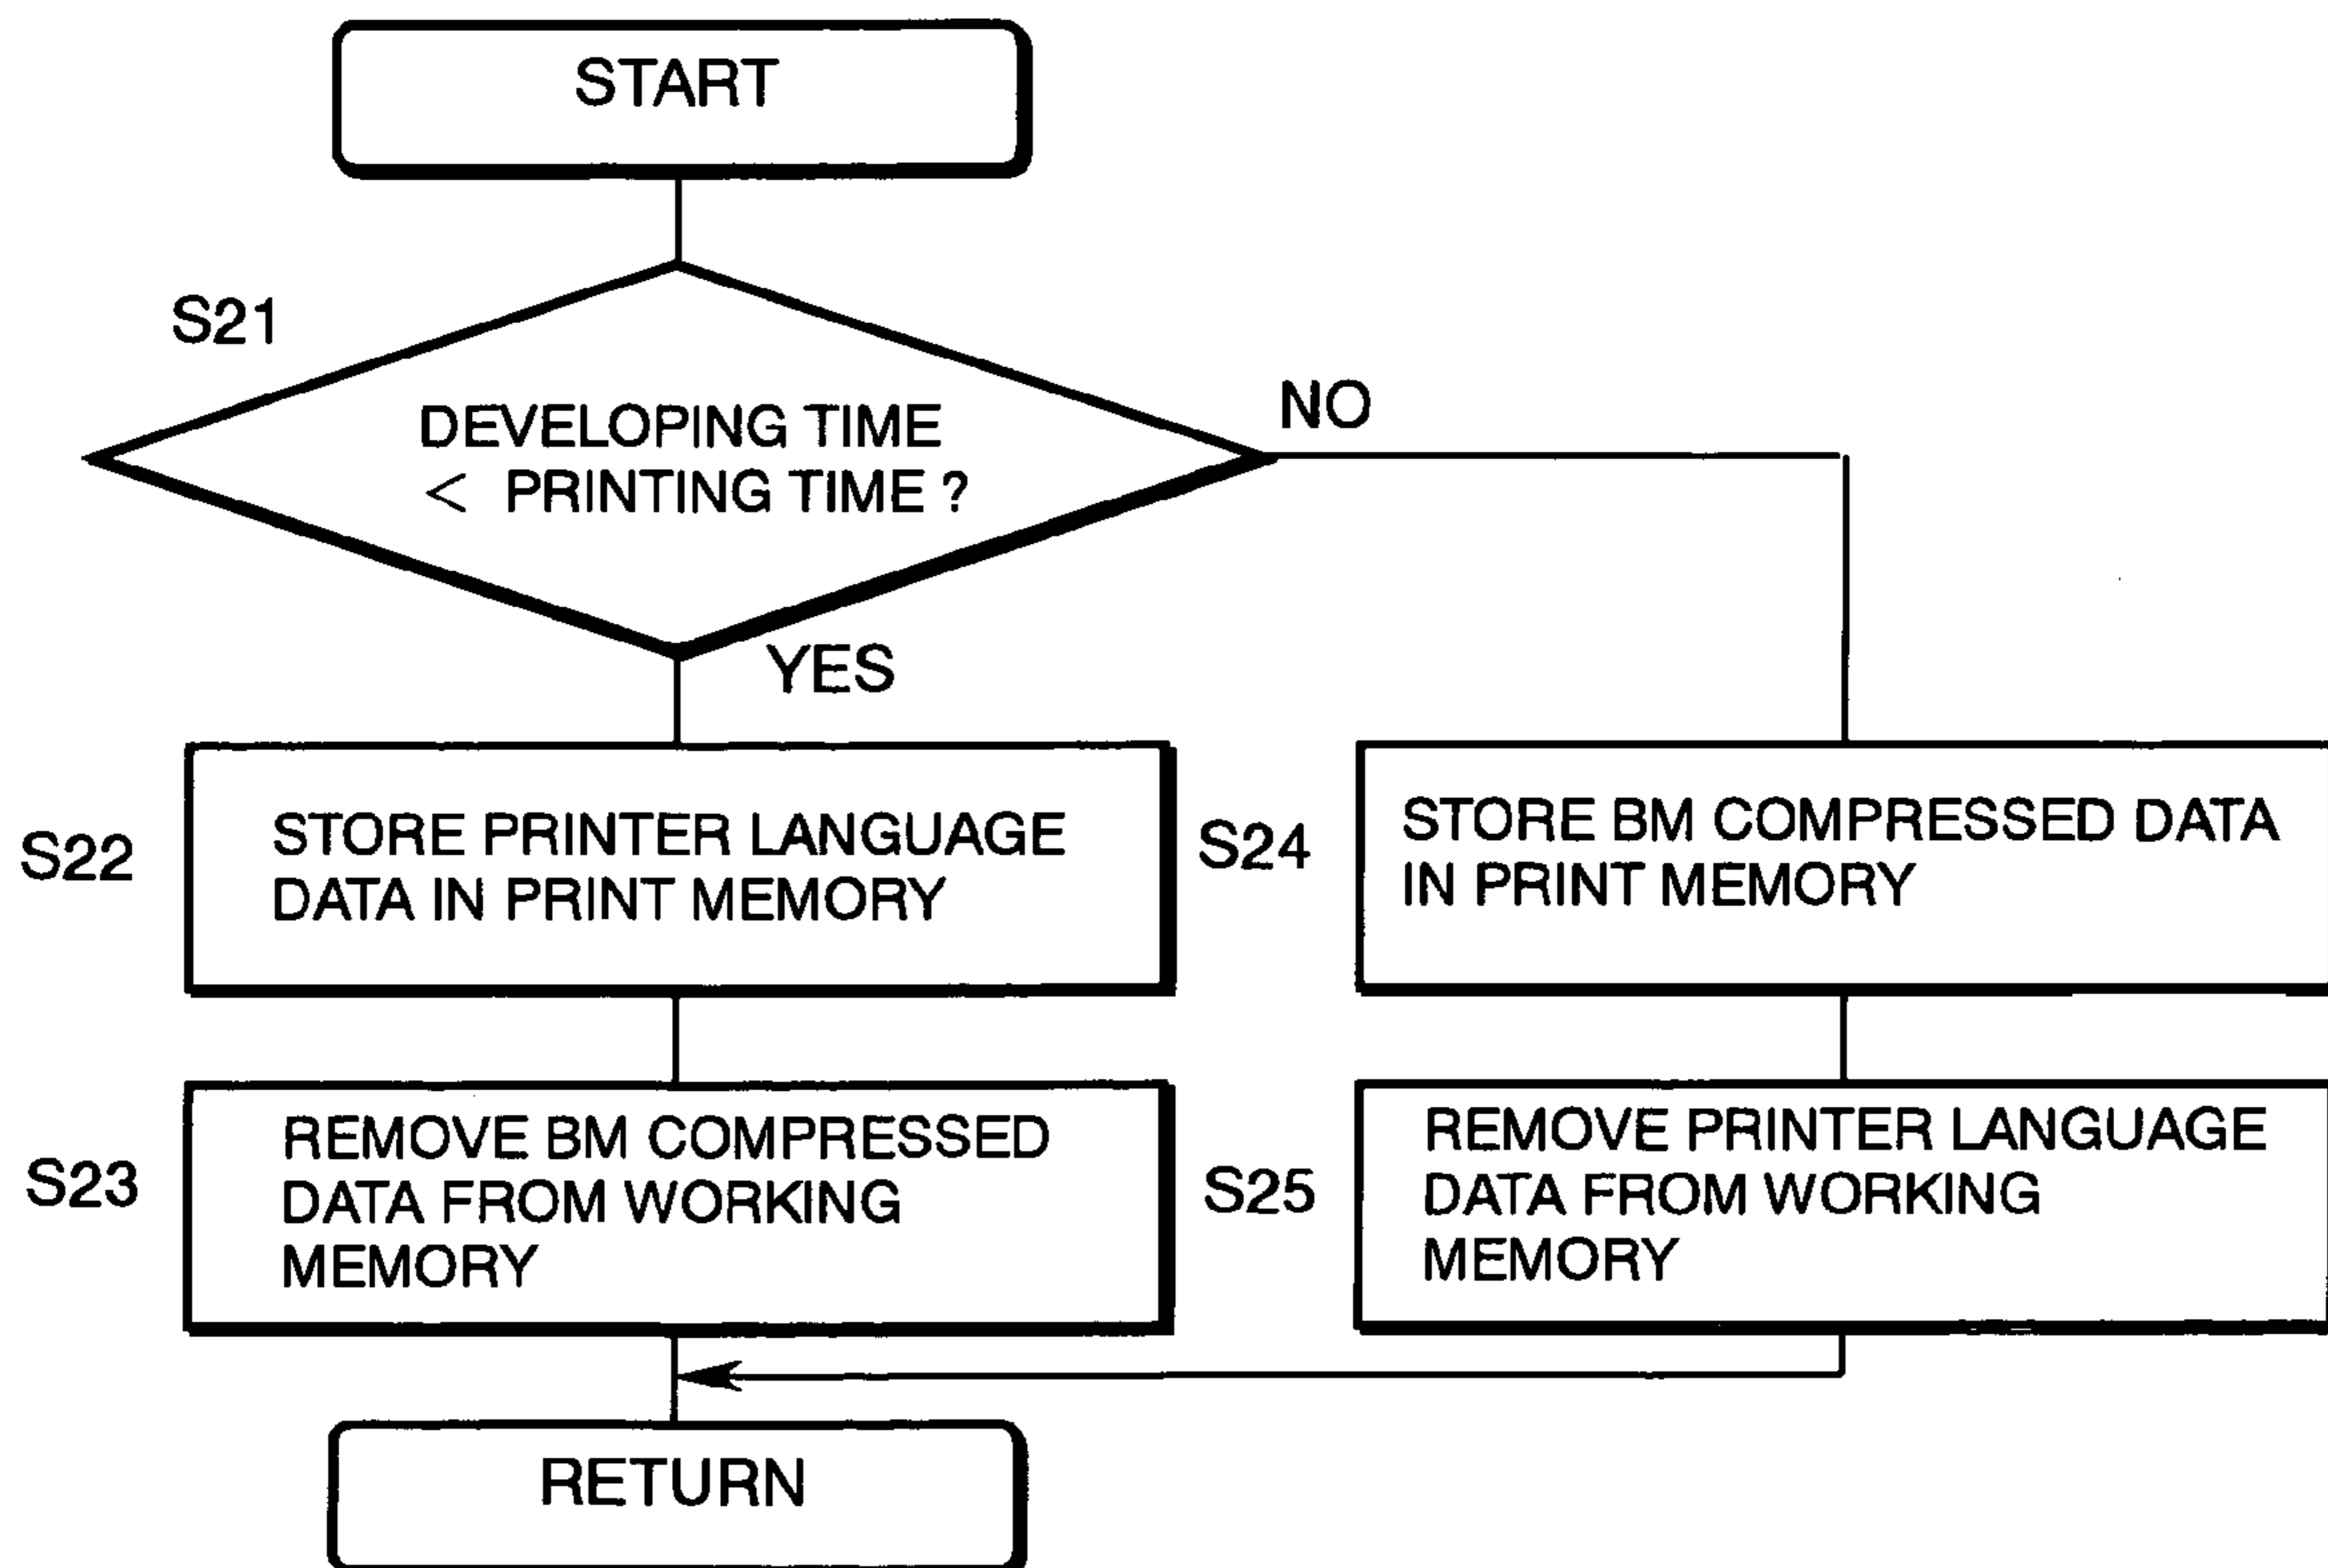 START
S21
DEVELOPING TIME
< PRINTING TIME ?
NO
YES
S22
STORE PRINTER LANGUAGE
DATA IN PRINT MEMORY
S24
STORE BM COMPRESSED DATA
IN PRINT MEMORY
S23
REMOVE BM COMPRESSED
DATA FROM WORKING
MEMORY
S25
REMOVE PRINTER LANGUAGE
DATA FROM WORKING
MEMORY
RETURN